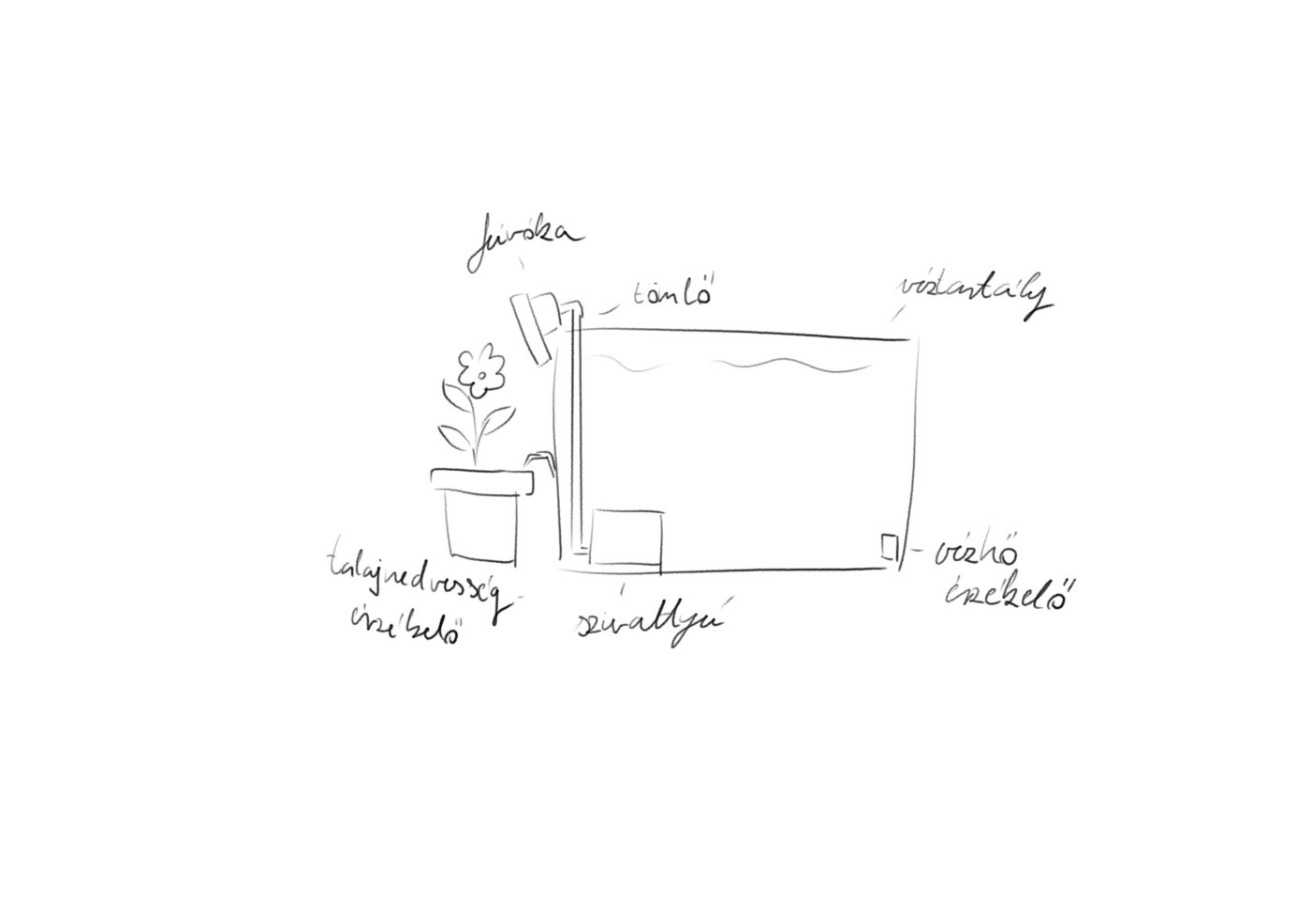 fúvóka
tömlő
víztartály
talajnedvesség
érzékelő
szivattyú
vízhő
érzékelő